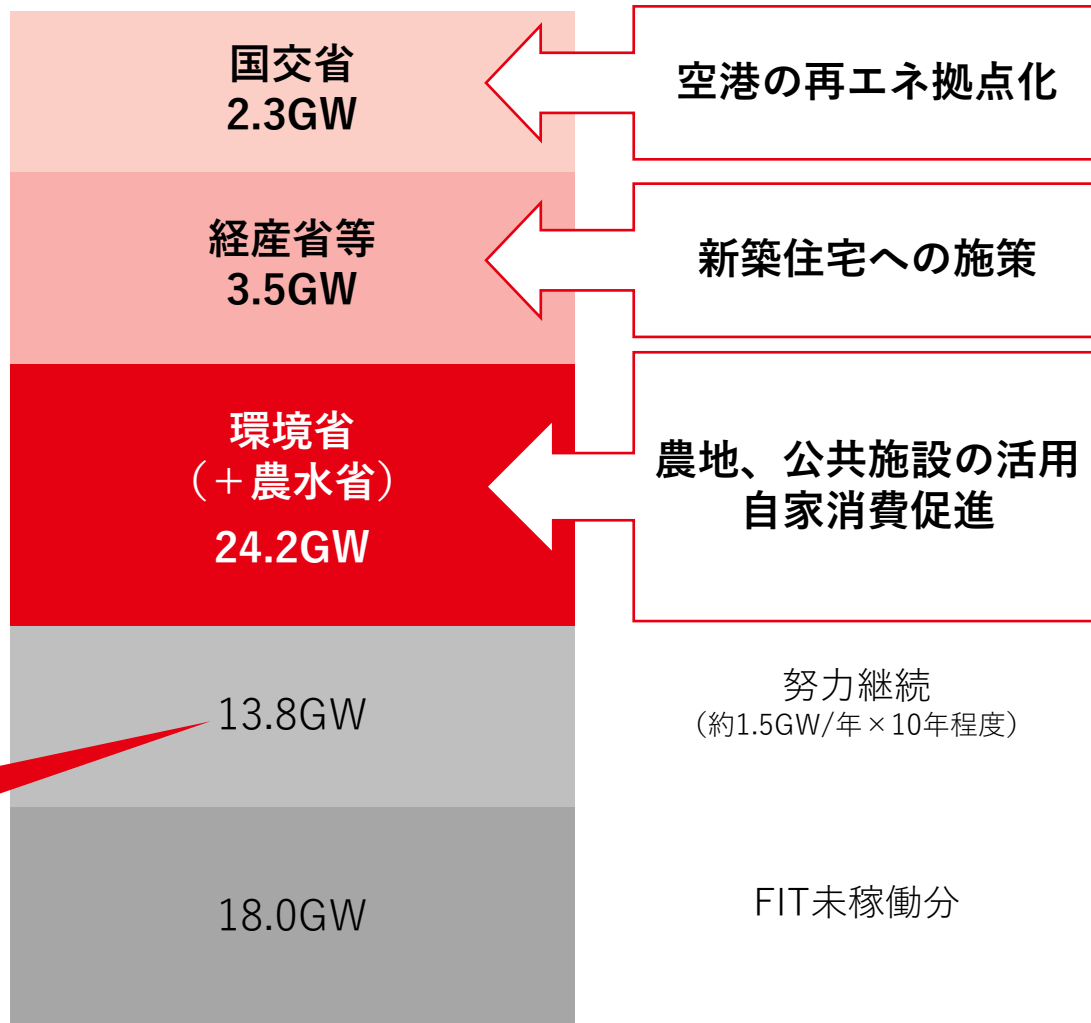 国交省
2.3GW
空港の再エネ拠点化
経産省等
3.5GW
新築住宅への施策
環境省
（＋農水省）
24.2GW
農地、公共施設の活用
自家消費促進
13.8GW
努力継続
（約1.5GW/年×10年程度）
18.0GW
FIT未稼働分